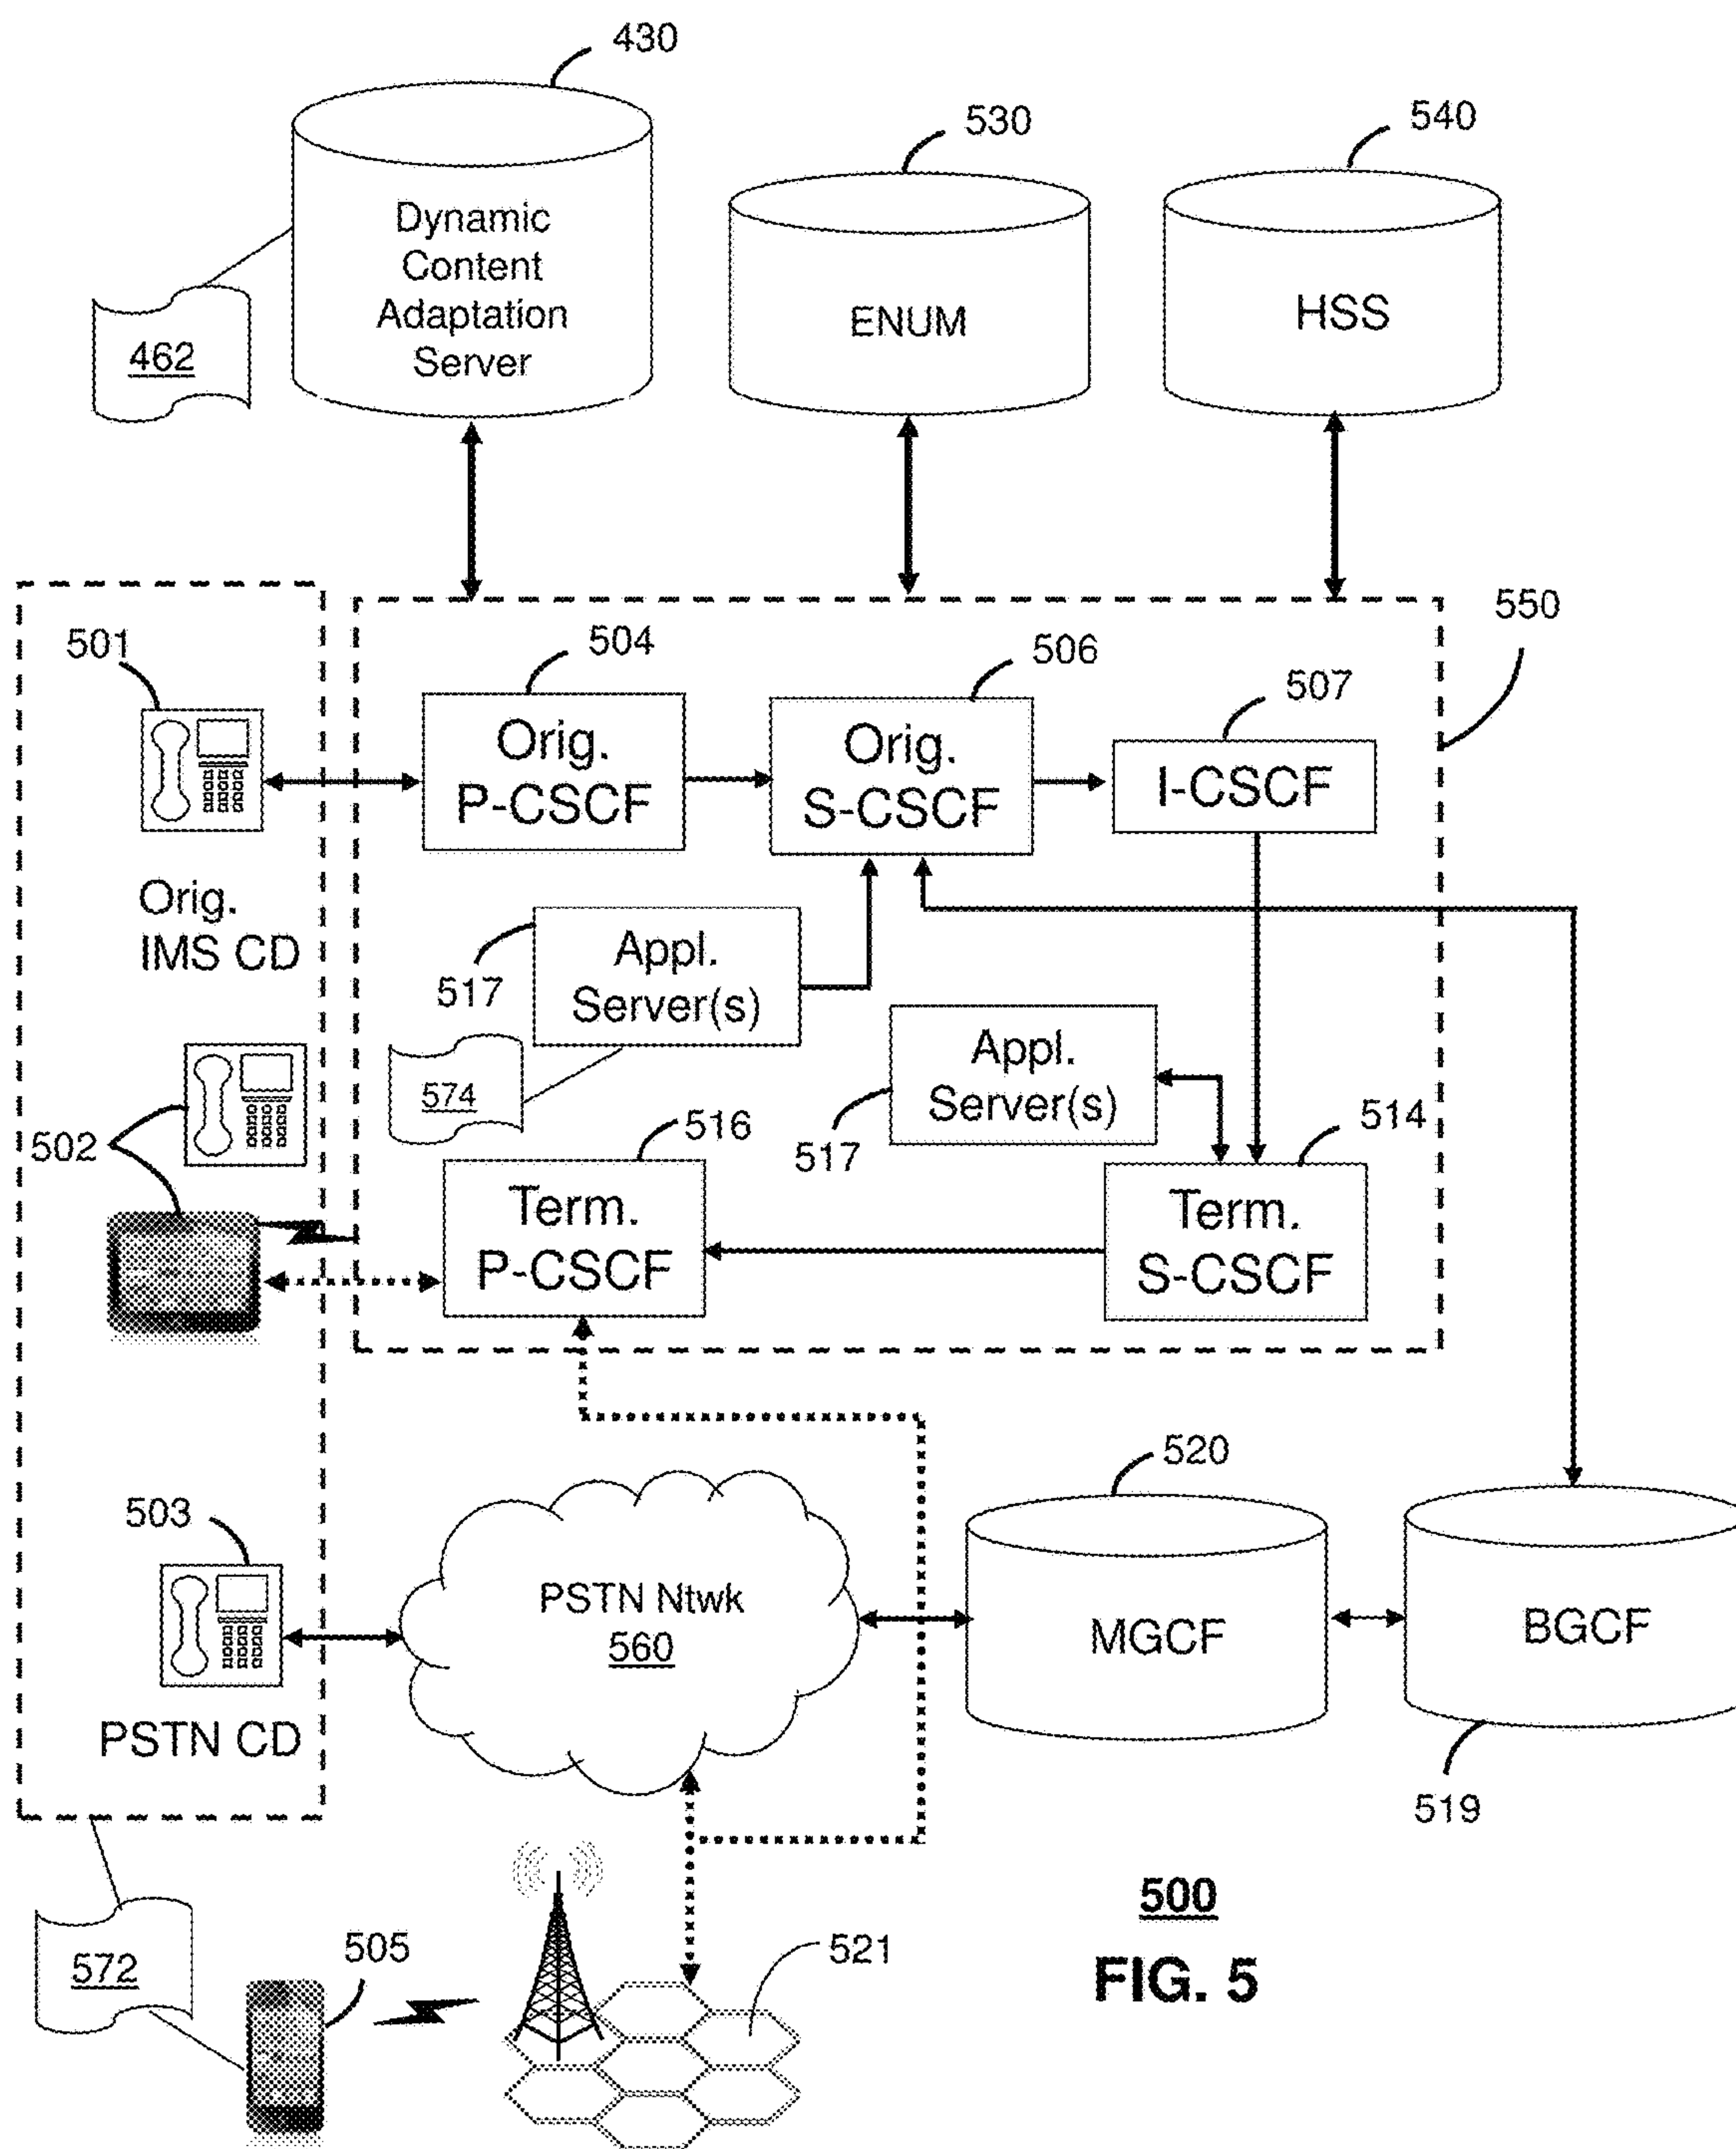 430
530
540
Dynamic
Content
Adaptation
Server
ENUM
HSS
462
550
501
504
506
507
Orig.
P-CSCF
Orig.
S-CSCF
I-CSCF
Orig.
IMS CD
517
Appl.
Server(s)
Appl.
Server(s)
574
517
502
516
514
Term.
P-CSCF
Term.
S-CSCF
520
503
PSTN Ntwk
560
MGCF
BGCF
PSTN CD
519
500
FIG. 5
572
505
521